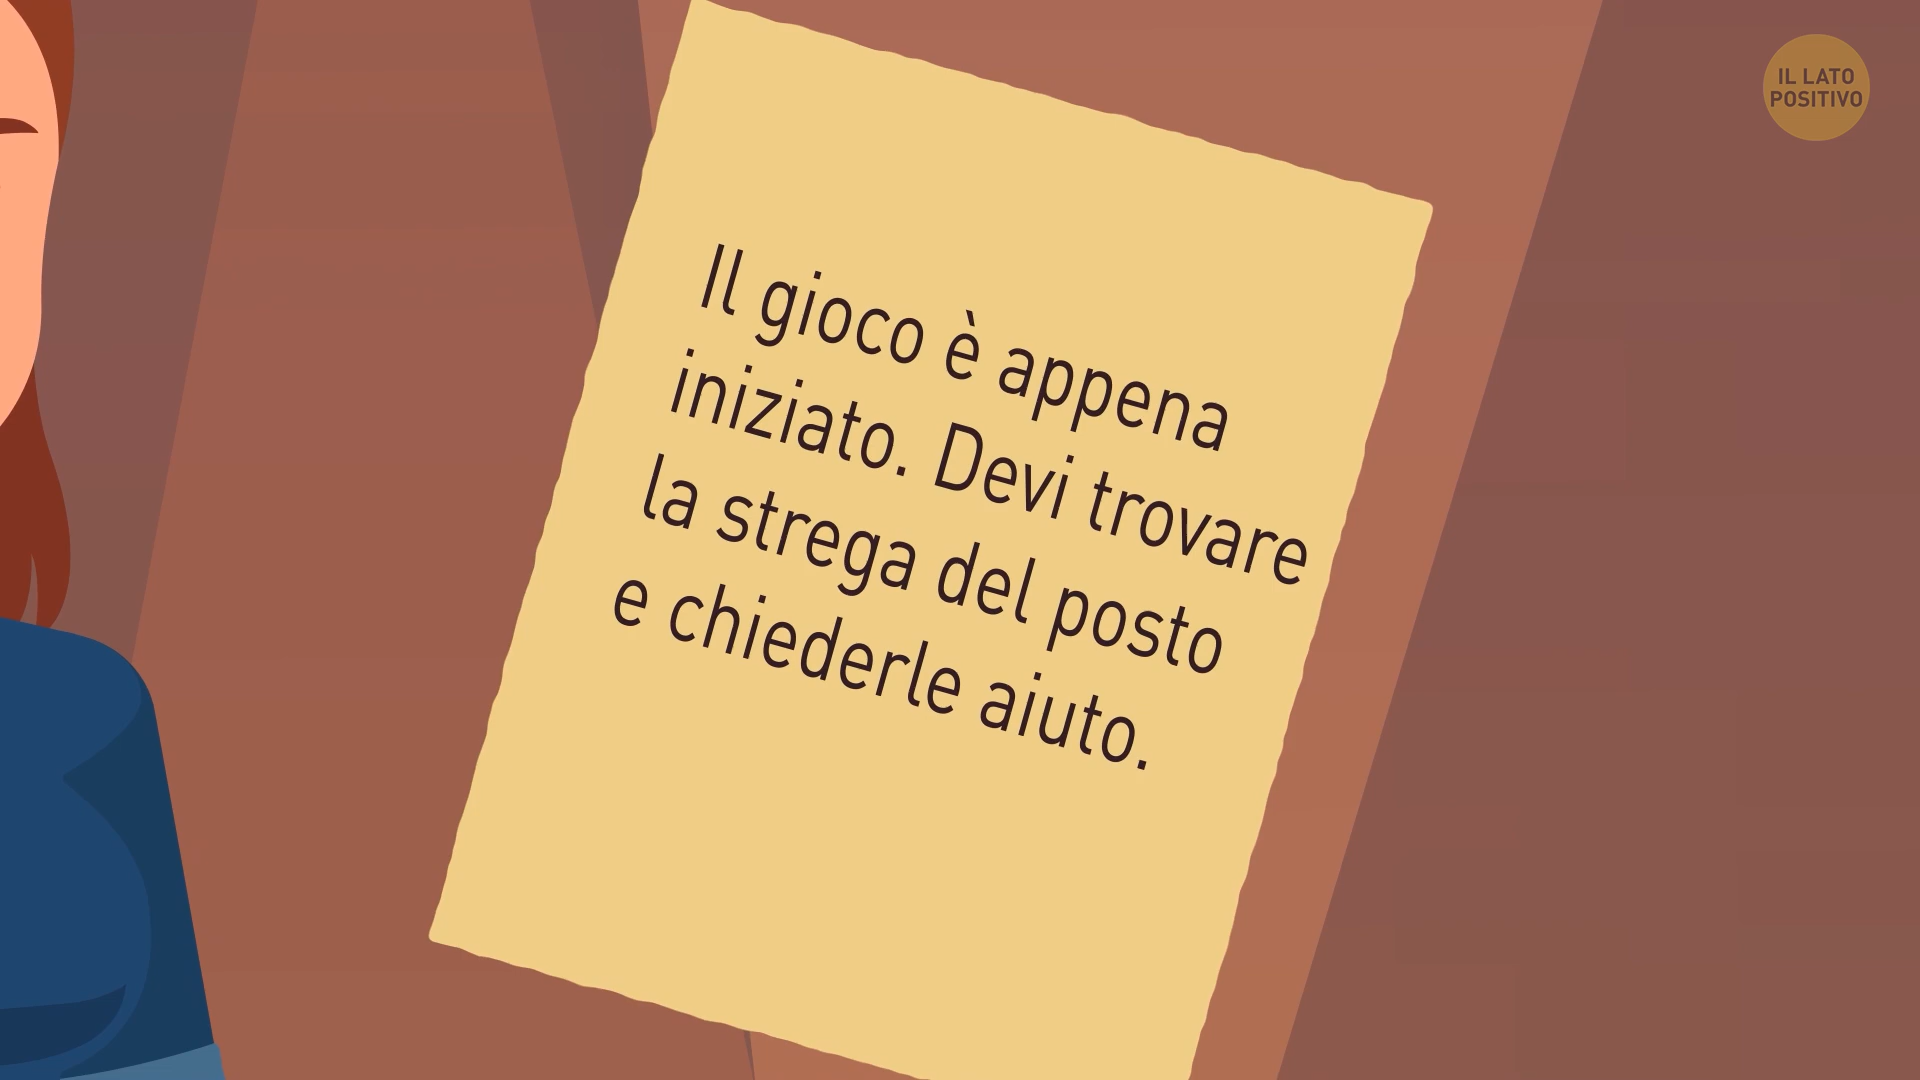 IL LATO
POSITIVO
Il gioco è appena
iniziato. Devi trovare
la strega del posto
e chiederle aiuto.